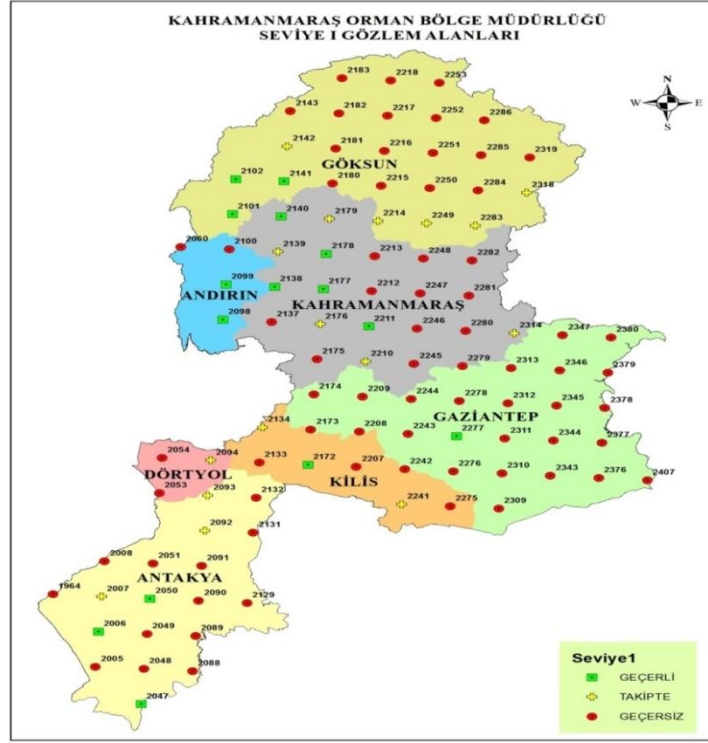 KAHRAMANMARAŞ ORMAN BÖLGE MÜDÜRLÜĞÜ
SEVİYE I GÖZLEM ALANLARI
N
W E
S
2183 2218 2253
2143 2182 2217 2252 2286
2142 2181 2216 2251 2285 2319
GÖKSUN
2102 2141 2180 2215 2250 2284 2318
2101 2140 2179 2214 2249 2283
2060 2100 2139 2178 2213 2248 2282
2099 2138 2177 2212 2247 2281
ANDIRIN KAHRAMANMARAŞ
2098 2137 2176 2211 2246 2280 2314 2347 2380
2175 2210 2245 2279 2313 2346 2379
2174 2209 2244 2278 2312 2345 2378
GAZİANTEP
2134 2173 2208 2243 2277 2311 2344 2377
2054 2094 2133 2172 2207 2242 2276 2310 2343 2376 2407
DÖRTYOL KİLİS
2053 2093 2132 2241 2275 2309
2092 2131
2008 2051 2091
ANTAKYA
1964 2007 2050 2090 2129
2006 2049 2089
2005 2048 2088
2047
Seviye1
GEÇERLİ
TAKİPTE
GEÇERSİZ